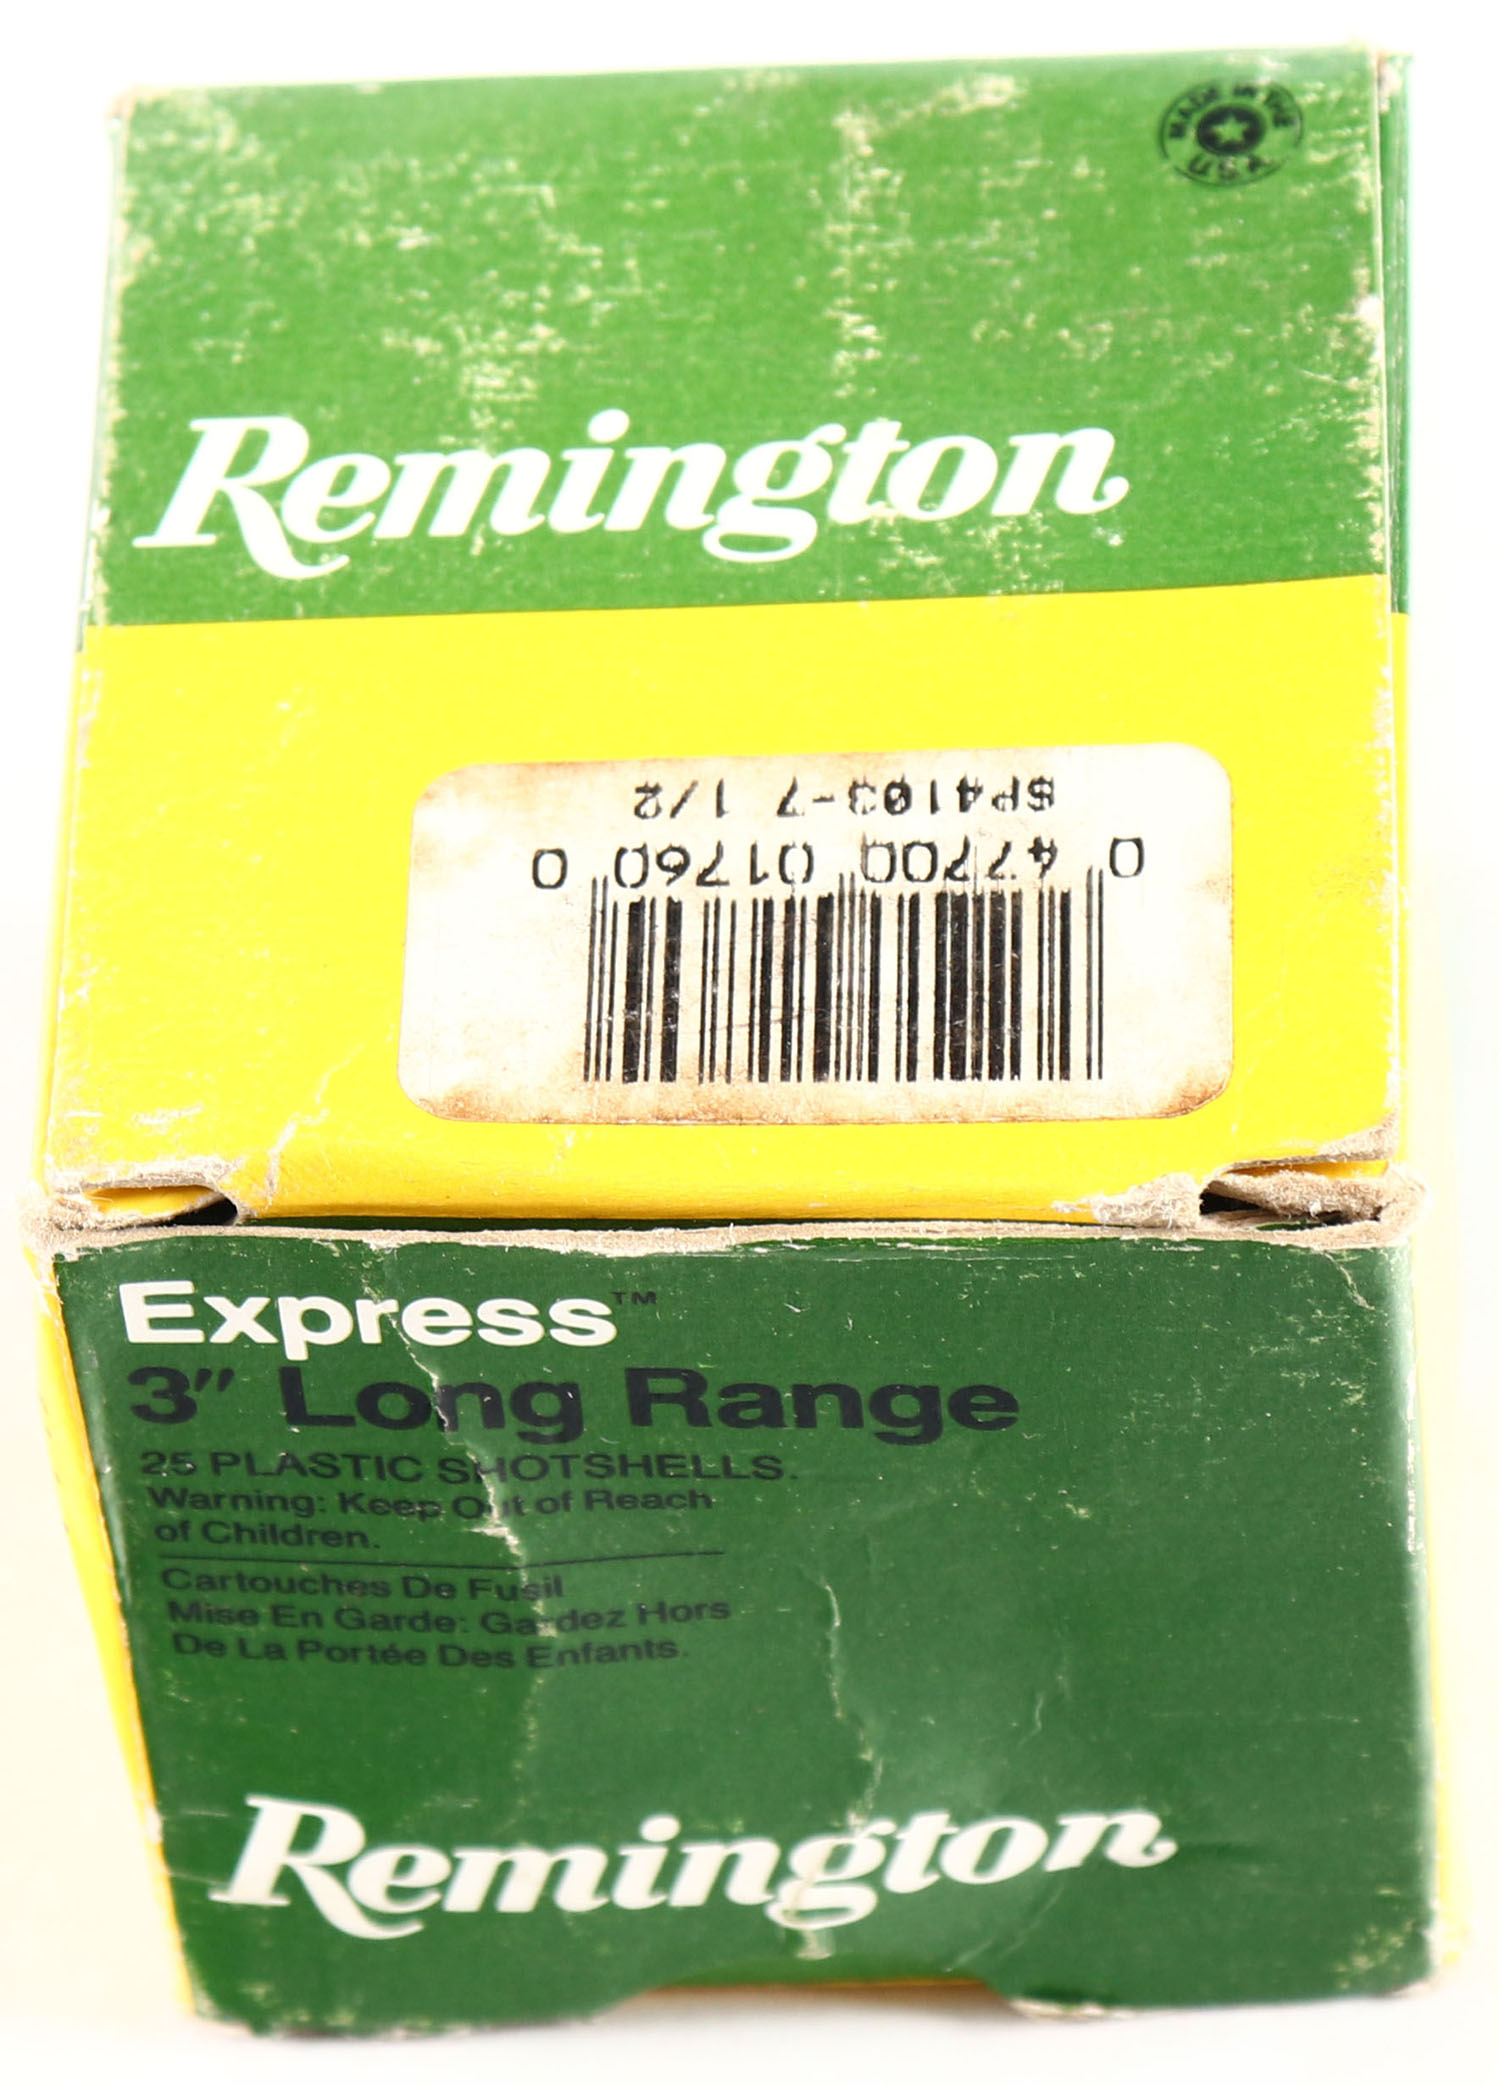 MADE IN THE
U.S.A.
Remington
SP4103-7 1/2
0 47700 01760 0
Express™
3" Long Range
25 PLASTIC SHOTSHELLS.
Warning: Keep Out of Reach
of Children.
Cartouches De Fusil
Mise En Garde: Gardez Hors
De La Portée Des Enfants.
Remington